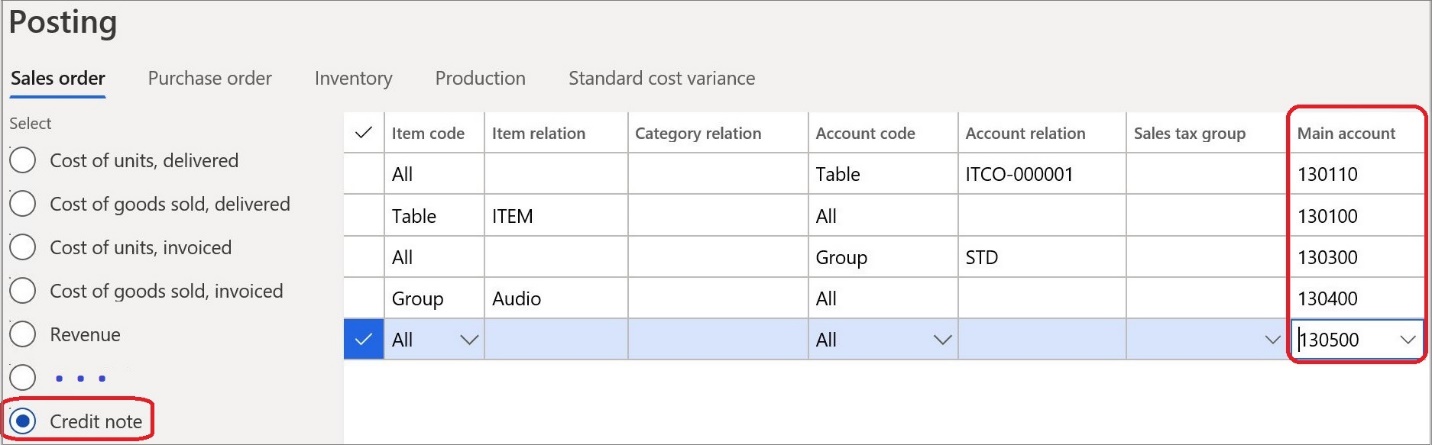 Posting
Sales order Purchase order Inventory Production Standard cost variance
Select
Cost of units, delivered
Cost of goods sold, delivered
Cost of units, invoiced
Cost of goods sold, invoiced
Revenue
• • •
Credit note
Item code Item relation Category relation Account code Account relation Sales tax group Main account
All Table ITCO-000001 130110
Table ITEM All 130100
All Group STD 130300
Group Audio All 130400
All All 130500